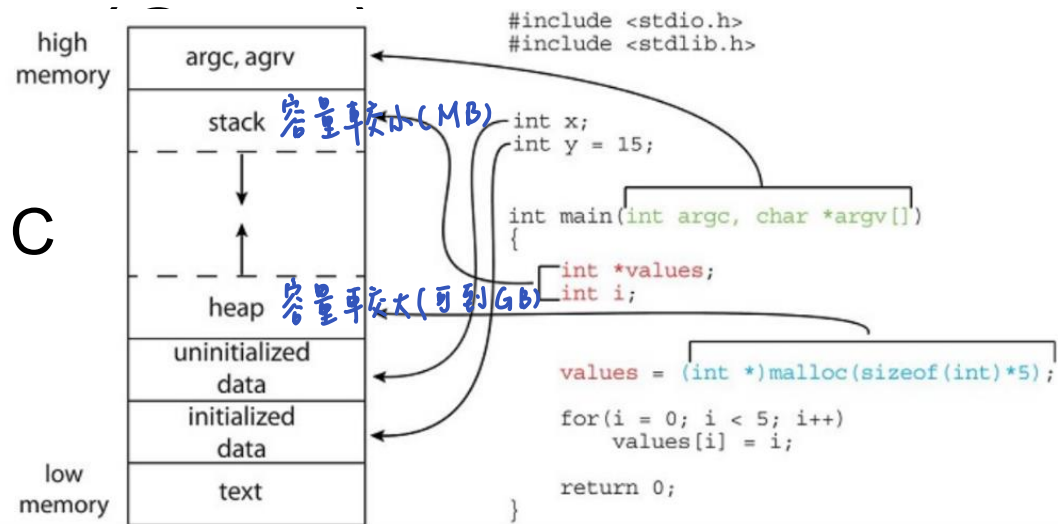 high
memory
argc, agrv
stack 容量較小(MB)
heap 容量較大(可到GB)
uninitialized
data
initialized
data
low
memory
text
C
#include <stdio.h>
#include <stdlib.h>
int x;
int y = 15;
int main(int argc, char *argv[])
{
int *values;
int i;
values = (int *)malloc(sizeof(int)*5);
for(i = 0; i < 5; i++)
values[i] = i;
return 0;
}